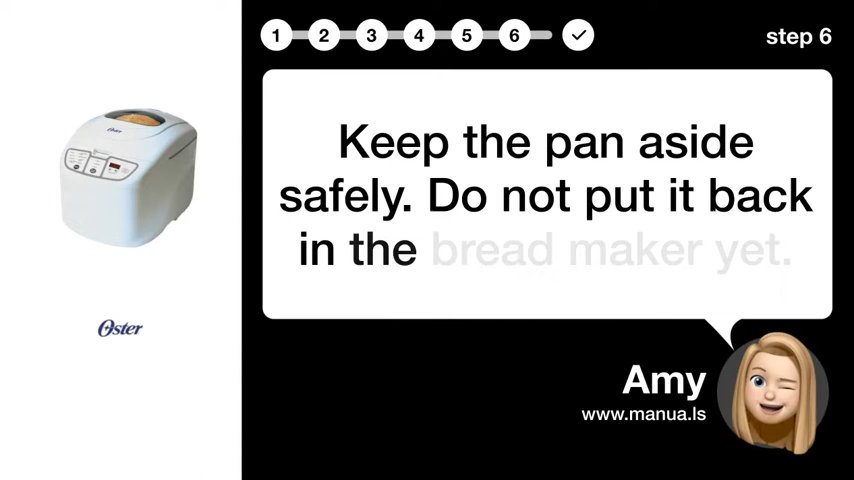 1 2 3 4 5 6
step 6
Keep the pan aside
safely. Do not put it back
in the bread maker yet.
Oster
Oster
Amy
www.manua.ls